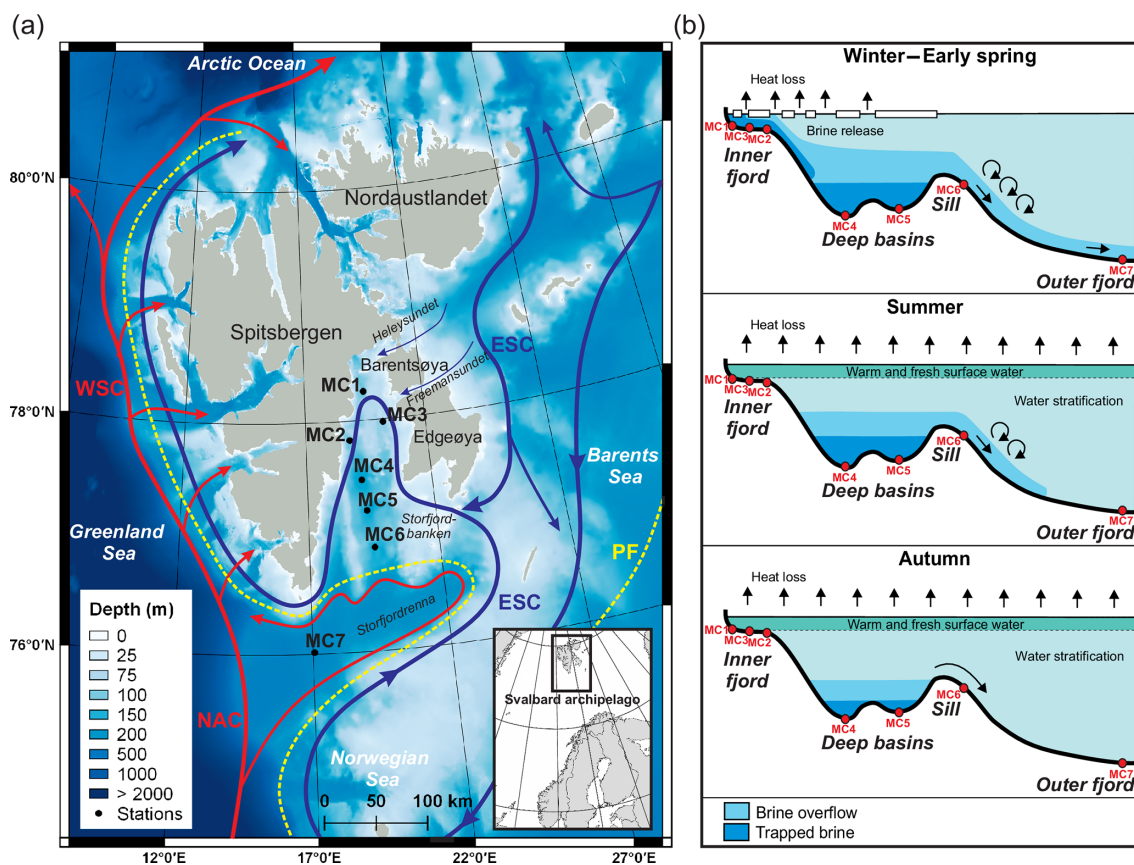 (a)
Arctic Ocean
80°0′N
Nordaustlandet
Spitsbergen
Heleysundet
ESC
Barentsøya
Freemansundet
WSC
MC1
78°0′N
MC3
MC2
Edgeøya
MC4
Barents
Sea
MC5
Storfjord-
banken
MC6
Greenland
Sea
PF
ESC
Storfjordrenna
76°0′N
MC7
NAC
Norwegian
Sea
Svalbard archipelago
Depth (m)
0
25
75
100
150
200
500
1000
> 2000
Stations
0 50 100 km
12°0′E 17°0′E 22°0′E 27°0′E
(b)
Winter–Early spring
Heat loss
Brine release
MC1
MC3
MC2
Inner
fjord
MC6
Sill
MC4
MC5
Deep basins
MC7
Outer fjord
Summer
Heat loss
Warm and fresh surface water
MC1
MC3
MC2
Water stratification
Inner
fjord
MC6
Sill
MC4
MC5
Deep basins
MC7
Outer fjord
Autumn
Heat loss
Warm and fresh surface water
MC1
MC3
MC2
Water stratification
Inner
fjord
MC6
Sill
MC4
MC5
Deep basins
MC7
Outer fjord
Brine overflow
Trapped brine